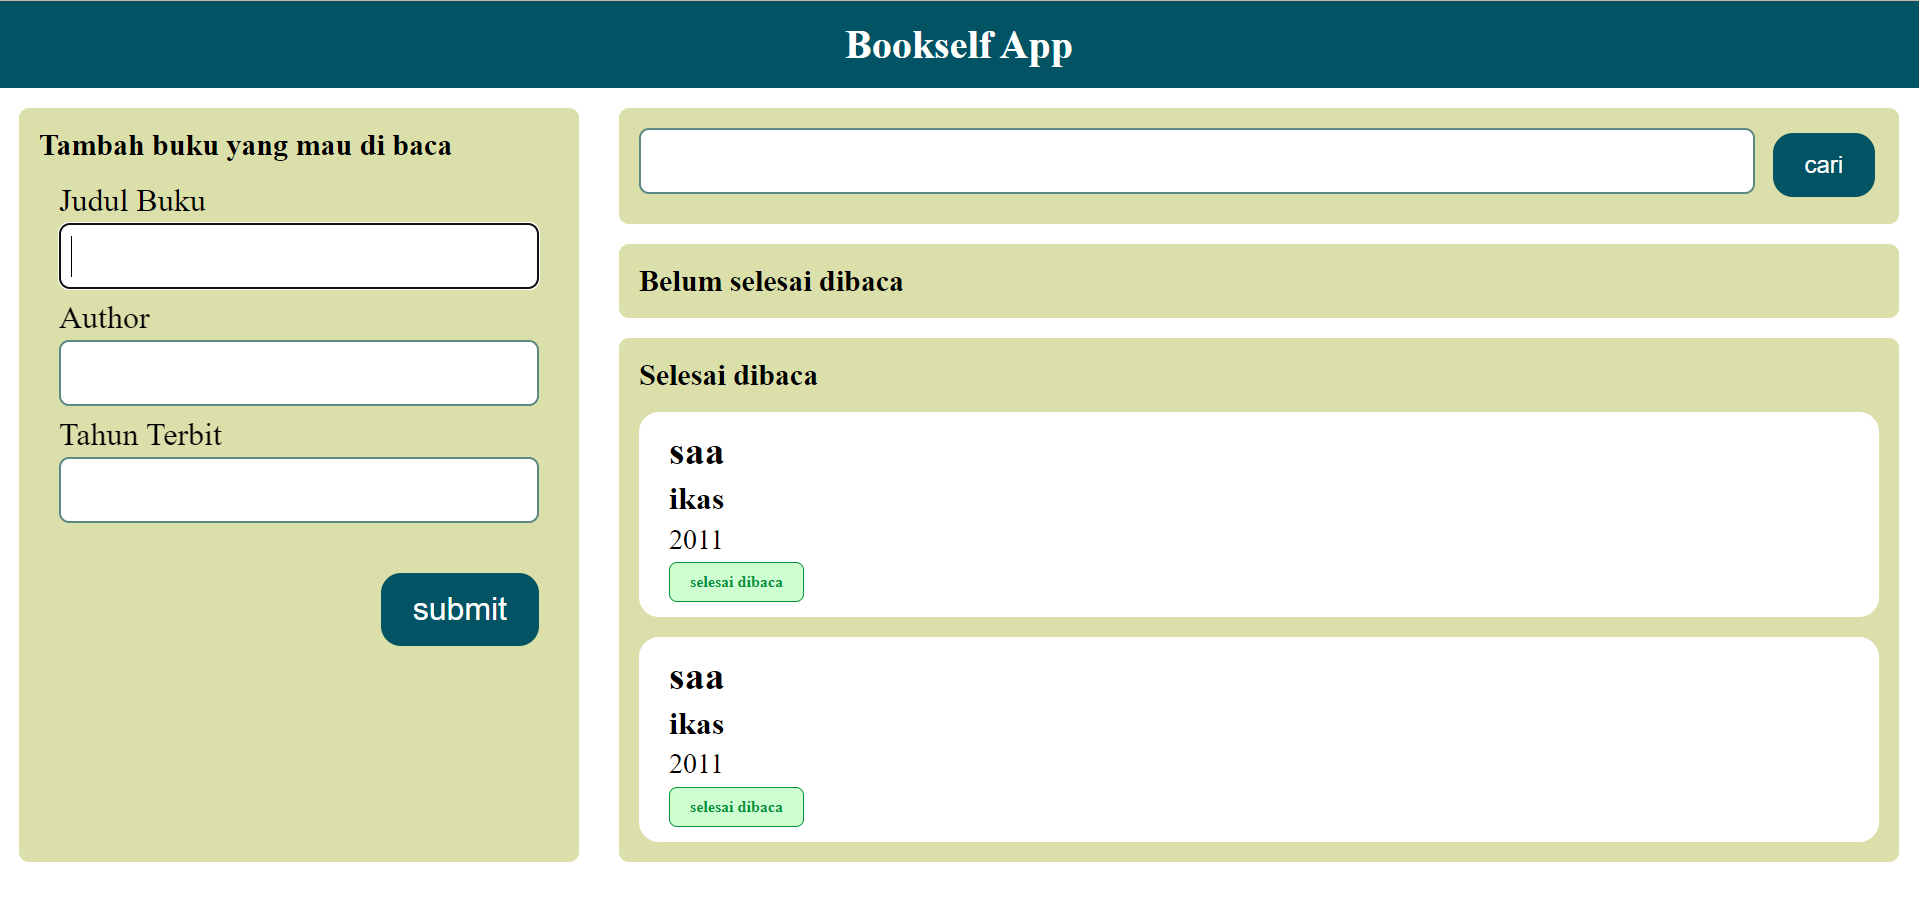 Bookself App
Tambah buku yang mau di baca
Judul Buku
Author
Tahun Terbit
submit
cari
Belum selesai dibaca
Selesai dibaca
saa
ikas
2011
selesai dibaca
saa
ikas
2011
selesai dibaca